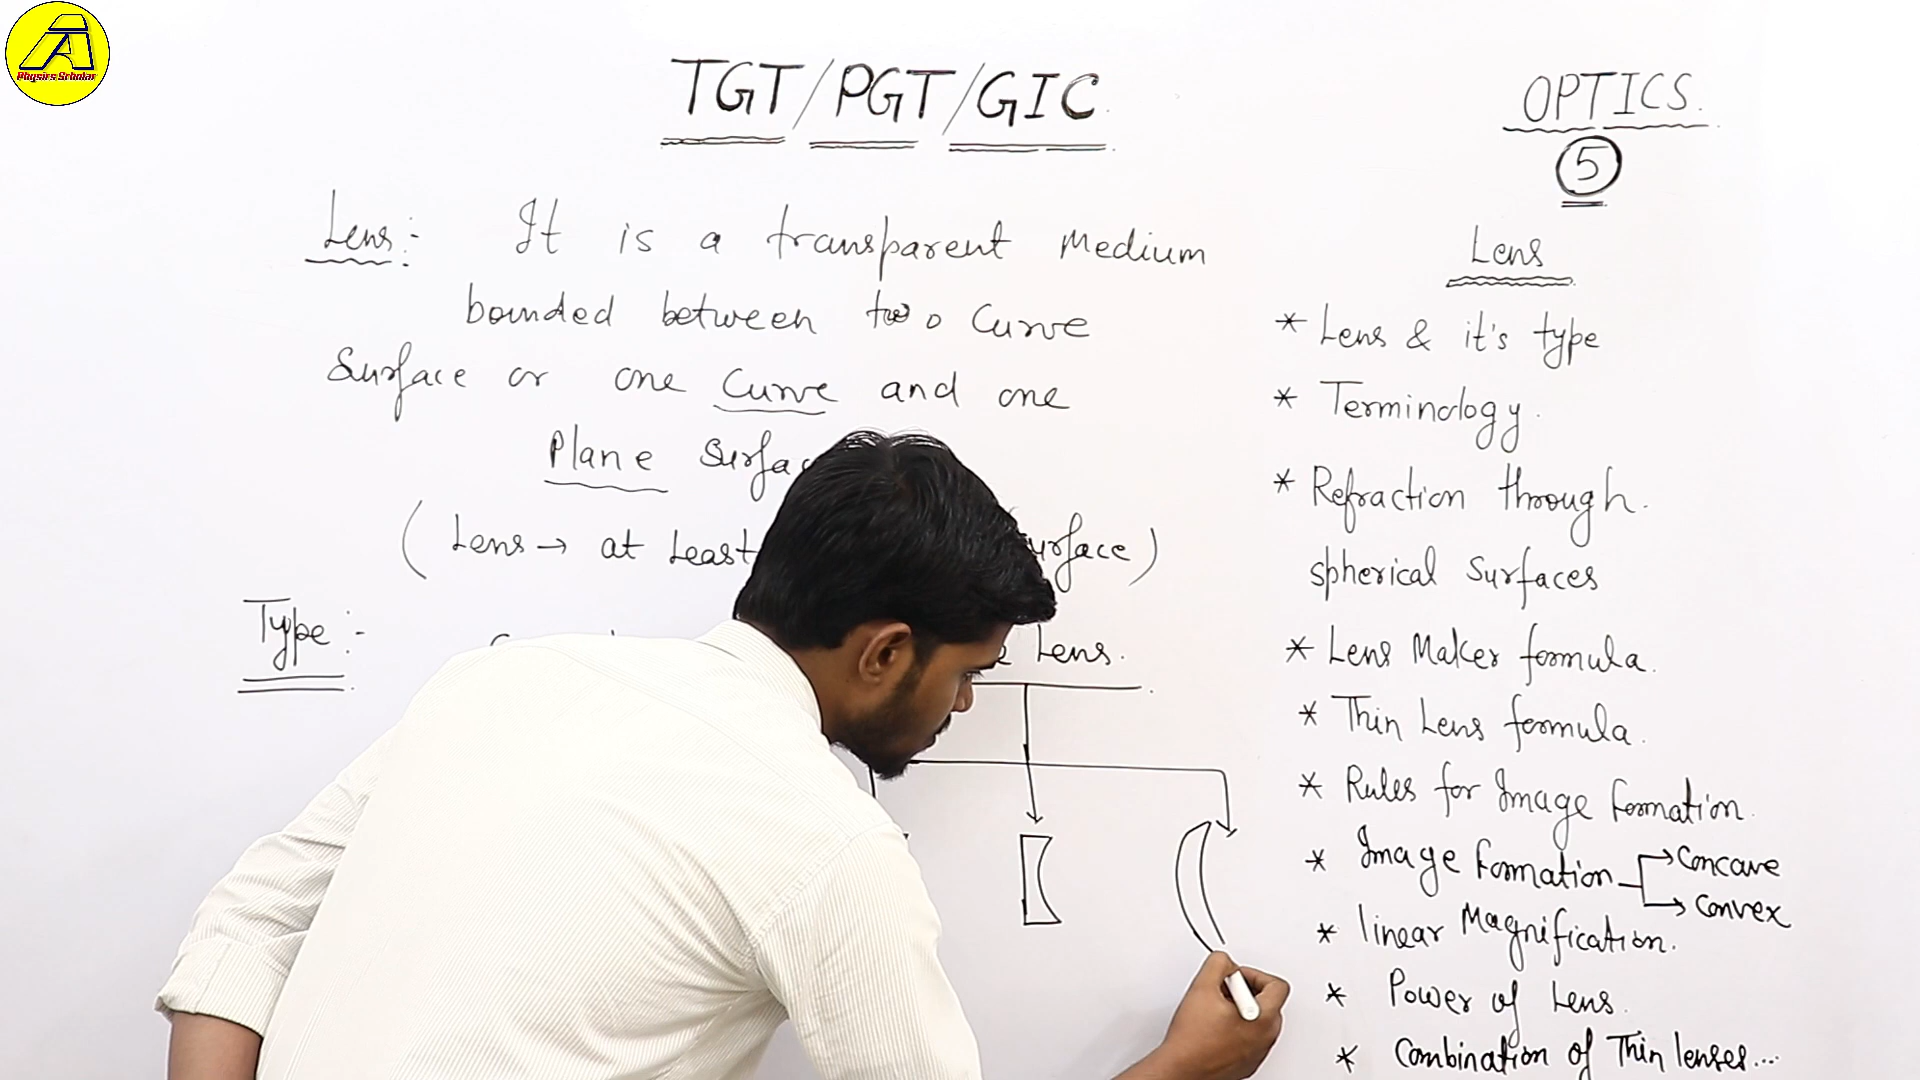 Physics Scholar
TGT/PGT/GIC
Lens:- It is a transparent Medium
bounded between two Curve
Surface or one Curve and one
Plane
(Lens → at Least
Type:-
Lens.
OPTICS.
5
Lens
* Lens & it's type
* Terminology.
* Refraction through.
spherical Surfaces
* Lens Maker formula.
* Thin Lens formula.
* Rules for Image formation.
* Image formation → Concave
→ Convex
* linear Magnification.
* Power of Lens.
* Combination of Thin lenses...